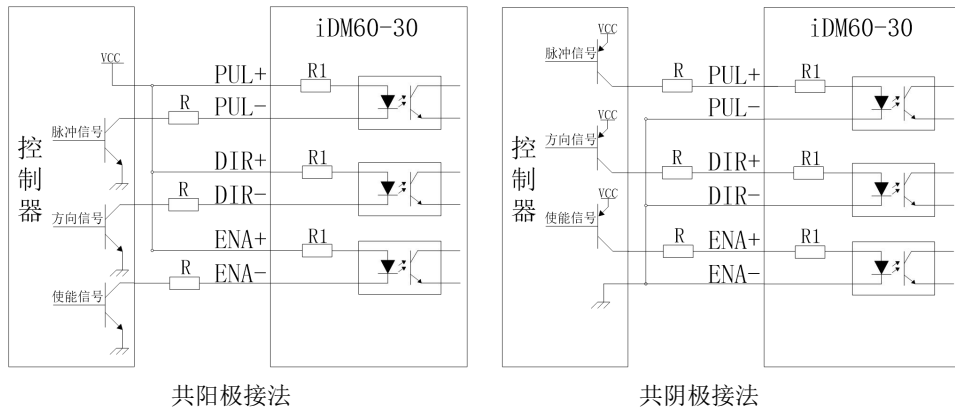 iDM60-30
VCC
PUL+
R1
R
PUL-
脉冲信号
控制器
DIR+
R1
R
DIR-
方向信号
ENA+
R1
R
ENA-
使能信号
共阳极接法
iDM60-30
VCC
脉冲信号
R
PUL+
R1
PUL-
VCC
方向信号
控制器
R
DIR+
R1
DIR-
VCC
使能信号
R
ENA+
R1
ENA-
共阴极接法